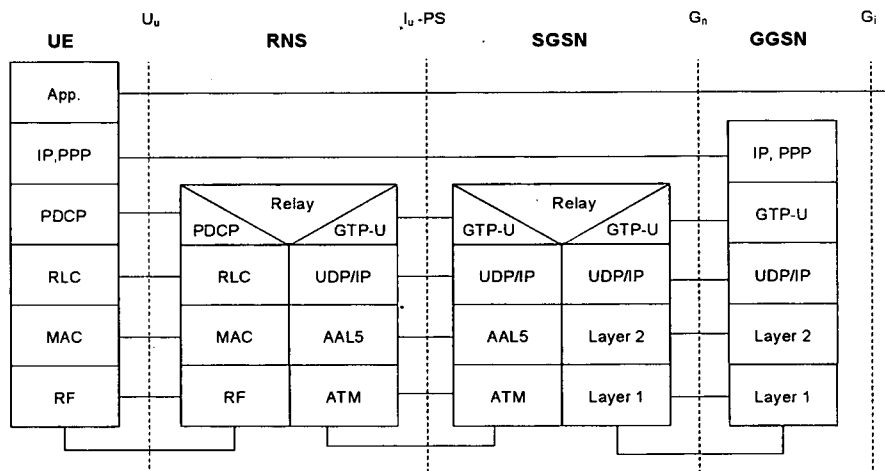 Uu Iu-PS Gn Gi
UE RNS SGSN GGSN
App.
IP,PPP IP, PPP
Relay Relay
PDCP PDCP GTP-U GTP-U GTP-U GTP-U
RLC RLC UDP/IP UDP/IP UDP/IP UDP/IP
MAC MAC AAL5 AAL5 Layer 2 Layer 2
RF RF ATM ATM Layer 1 Layer 1